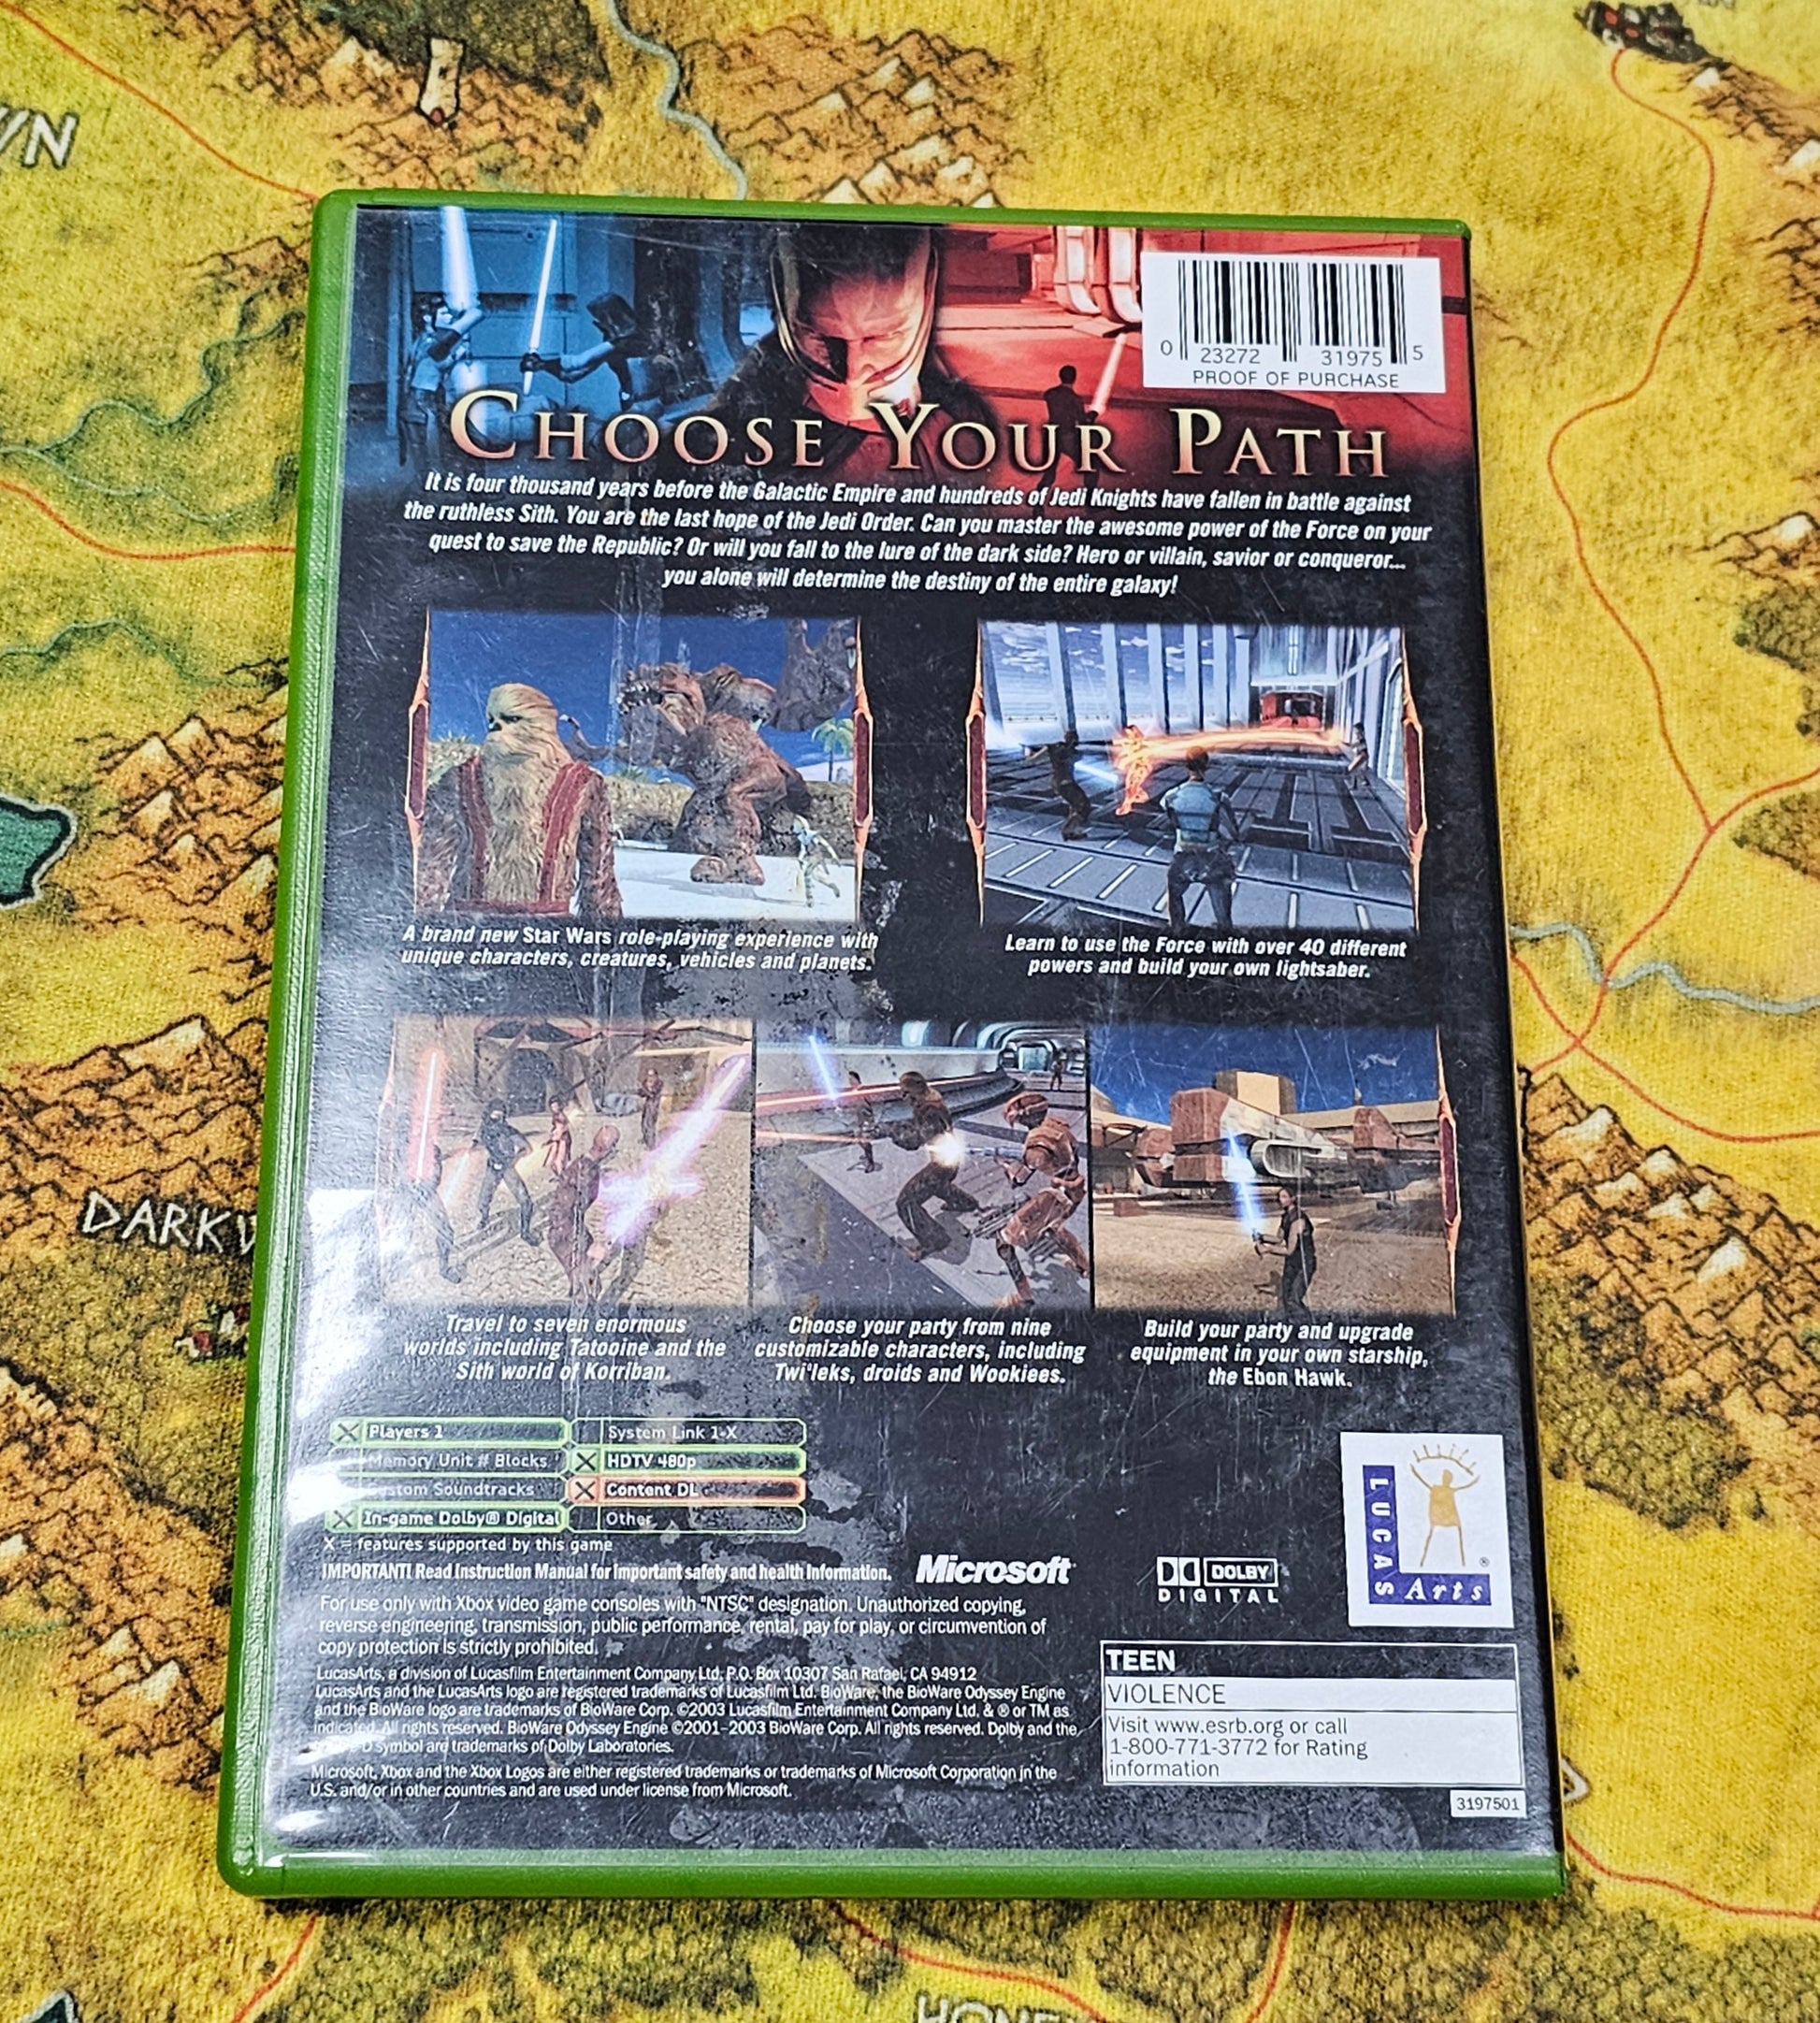 WN
0 23272 31975 5
PROOF OF PURCHASE
CHOOSE YOUR PATH
It is four thousand years before the Galactic Empire and hundreds of Jedi Knights have fallen in battle against
the ruthless Sith. You are the last hope of the Jedi Order. Can you master the awesome power of the Force on your
quest to save the Republic? Or will you fall to the lure of the dark side? Hero or villain, savior or conqueror...
you alone will determine the destiny of the entire galaxy!
A brand new Star Wars role-playing experience with
unique characters, creatures, vehicles and planets.
Learn to use the Force with over 40 different
powers and build your own lightsaber.
DARKW
Travel to seven enormous
worlds including Tatooine and the
Sith world of Korriban.
Choose your party from nine
customizable characters, including
Twi'leks, droids and Wookiees.
Build your party and upgrade
equipment in your own starship,
the Ebon Hawk.
X Players 1
System Link 1-X
Memory Unit # Blocks
X HDTV 480p
Custom Soundtracks
X Content DL
X In-game Dolby® Digital
Other
X = features supported by this game
IMPORTANT! Read Instruction Manual for important safety and health information.
Microsoft
DOLBY
DIGITAL
LUCAS Arts ®
For use only with Xbox video game consoles with "NTSC" designation. Unauthorized copying,
reverse engineering, transmission, public performance, rental, pay for play, or circumvention of
copy protection is strictly prohibited.
LucasArts, a division of Lucasfilm Entertainment Company Ltd. P.O. Box 10307 San Rafael, CA 94912
LucasArts and the LucasArts logo are registered trademarks of Lucasfilm Ltd. BioWare, the BioWare Odyssey Engine
and the BioWare logo are trademarks of BioWare Corp. ©2003 Lucasfilm Entertainment Company Ltd. & ® or TM as
indicated. All rights reserved. BioWare Odyssey Engine ©2001-2003 BioWare Corp. All rights reserved. Dolby and the
D symbol are trademarks of Dolby Laboratories.
Microsoft, Xbox and the Xbox Logos are either registered trademarks or trademarks of Microsoft Corporation in the
U.S. and/or in other countries and are used under license from Microsoft.
TEEN
VIOLENCE
Visit www.esrb.org or call
1-800-771-3772 for Rating
information
3197501
HONE